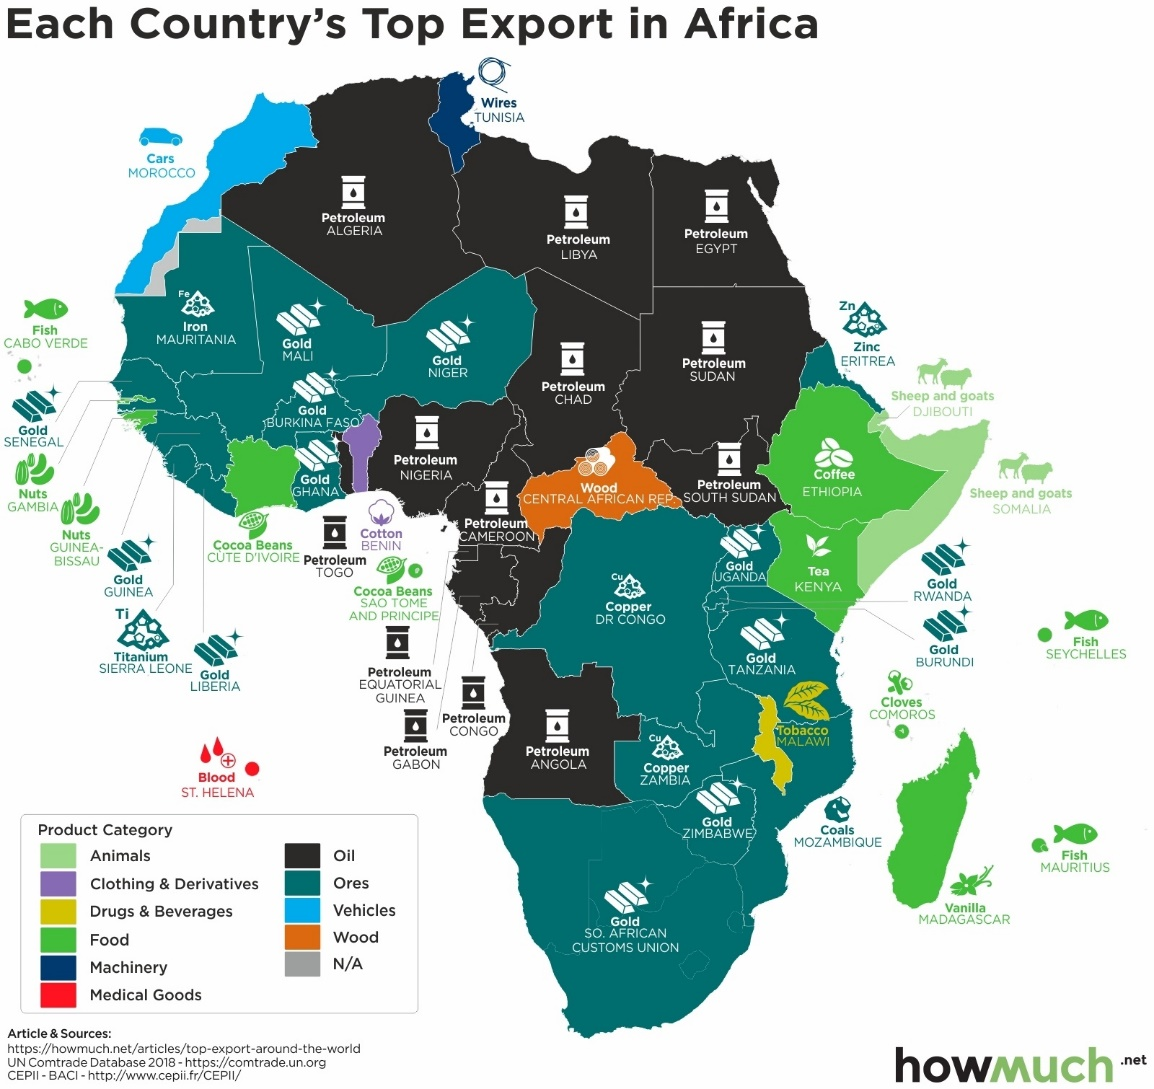 Each Country's Top Export in Africa
Wires
TUNISIA
Cars
MOROCCO
Petroleum
ALGERIA
Petroleum
LIBYA
Petroleum
EGYPT
Fe
Iron
MAURITANIA
Gold
MALI
Gold
NIGER
Petroleum
CHAD
Petroleum
SUDAN
Zn
Zinc
ERITREA
Fish
CABO VERDE
Gold
SENEGAL
Gold
BURKINA FASO
Sheep and goats
DJIBOUTI
Nuts
GAMBIA
Nuts
GUINEA-
BISSAU
Gold
GHANA
Petroleum
NIGERIA
Wood
CENTRAL AFRICAN REP.
Petroleum
SOUTH SUDAN
Coffee
ETHIOPIA
Sheep and goats
SOMALIA
Cocoa Beans
CÙTE D'IVOIRE
Petroleum
TOGO
Cotton
BENIN
Petroleum
CAMEROON
Gold
GUINEA
Cocoa Beans
SAO TOME
AND PRINCIPE
Cu
Copper
DR CONGO
Gold
UGANDA
Tea
KENYA
Gold
RWANDA
Ti
Titanium
SIERRA LEONE
Gold
LIBERIA
Petroleum
EQUATORIAL
GUINEA
Gold
TANZANIA
Gold
BURUNDI
Fish
SEYCHELLES
Petroleum
CONGO
Petroleum
GABON
Petroleum
ANGOLA
Cu
Copper
ZAMBIA
Tobacco
MALAWI
Cloves
COMOROS
Blood
ST. HELENA
Gold
ZIMBABWE
Coals
MOZAMBIQUE
Fish
MAURITIUS
Vanilla
MADAGASCAR
Gold
SO. AFRICAN
CUSTOMS UNION
Product Category
Animals
Clothing & Derivatives
Drugs & Beverages
Food
Machinery
Medical Goods
Oil
Ores
Vehicles
Wood
N/A
Article & Sources:
https://howmuch.net/articles/top-export-around-the-world
UN Comtrade Database 2018 - https://comtrade.un.org
CEPII - BACI - http://www.cepii.fr/CEPII/
howmuch.net